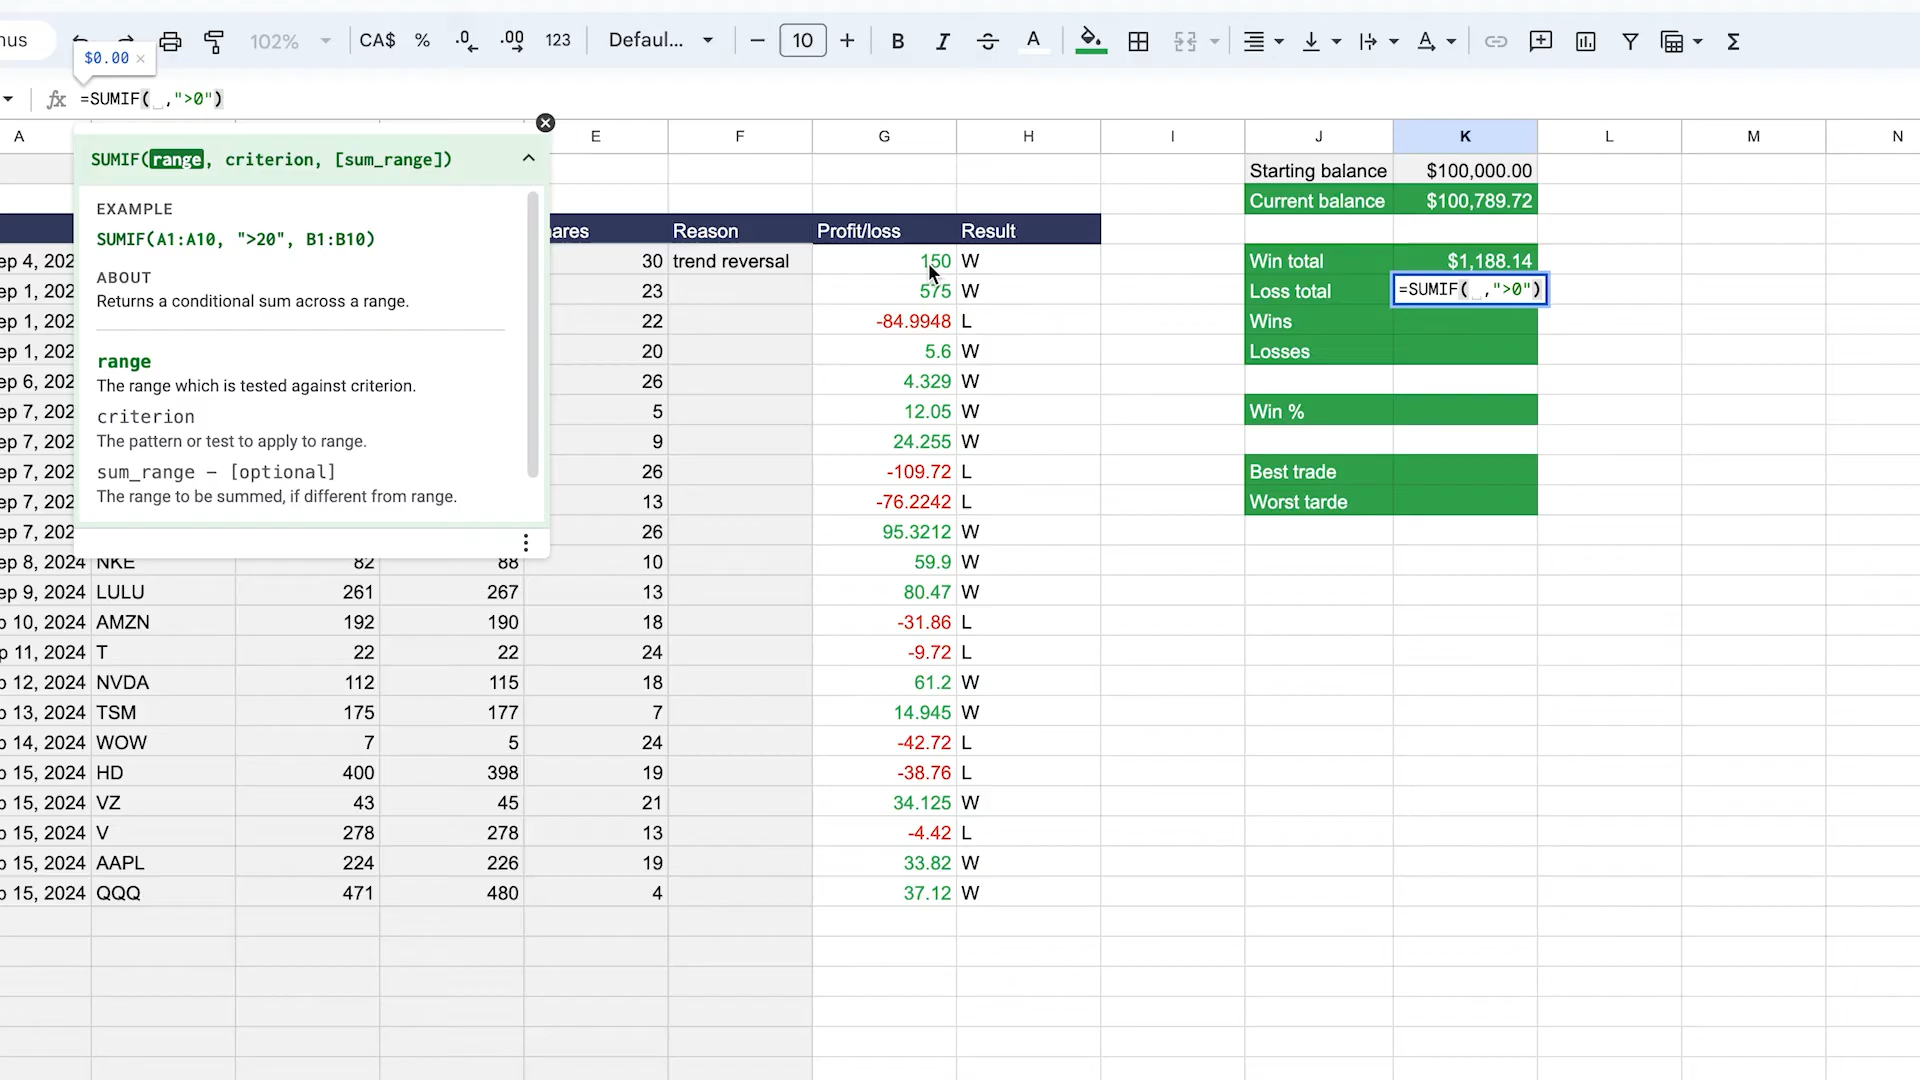 nus 102% CA$ % .0 .00 123 Defaul... — 10 + B I S A Σ
$0.00 ×
fx =SUMIF( ,">0")
A E F G H I J K L M N
SUMIF(range, criterion, [sum_range])
EXAMPLE
SUMIF(A1:A10, ">20", B1:B10)
ABOUT
Returns a conditional sum across a range.
range
The range which is tested against criterion.
criterion
The pattern or test to apply to range.
sum_range – [optional]
The range to be summed, if different from range.
Starting balance $100,000.00
Current balance $100,789.72
ares Reason Profit/loss Result
ep 4, 202 30 trend reversal 150 W Win total $1,188.14
ep 1, 202 23 575 W Loss total =SUMIF( ,">0")
ep 1, 202 22 -84.9948 L Wins
ep 1, 202 20 5.6 W Losses
ep 6, 202 26 4.329 W
ep 7, 202 5 12.05 W Win %
ep 7, 202 9 24.255 W
ep 7, 202 26 -109.72 L Best trade
ep 7, 202 13 -76.2242 L Worst tarde
ep 7, 202 26 95.3212 W
ep 8, 2024 NKE 82 88 10 59.9 W
ep 9, 2024 LULU 261 267 13 80.47 W
p 10, 2024 AMZN 192 190 18 -31.86 L
p 11, 2024 T 22 22 24 -9.72 L
p 12, 2024 NVDA 112 115 18 61.2 W
p 13, 2024 TSM 175 177 7 14.945 W
p 14, 2024 WOW 7 5 24 -42.72 L
p 15, 2024 HD 400 398 19 -38.76 L
p 15, 2024 VZ 43 45 21 34.125 W
p 15, 2024 V 278 278 13 -4.42 L
p 15, 2024 AAPL 224 226 19 33.82 W
p 15, 2024 QQQ 471 480 4 37.12 W